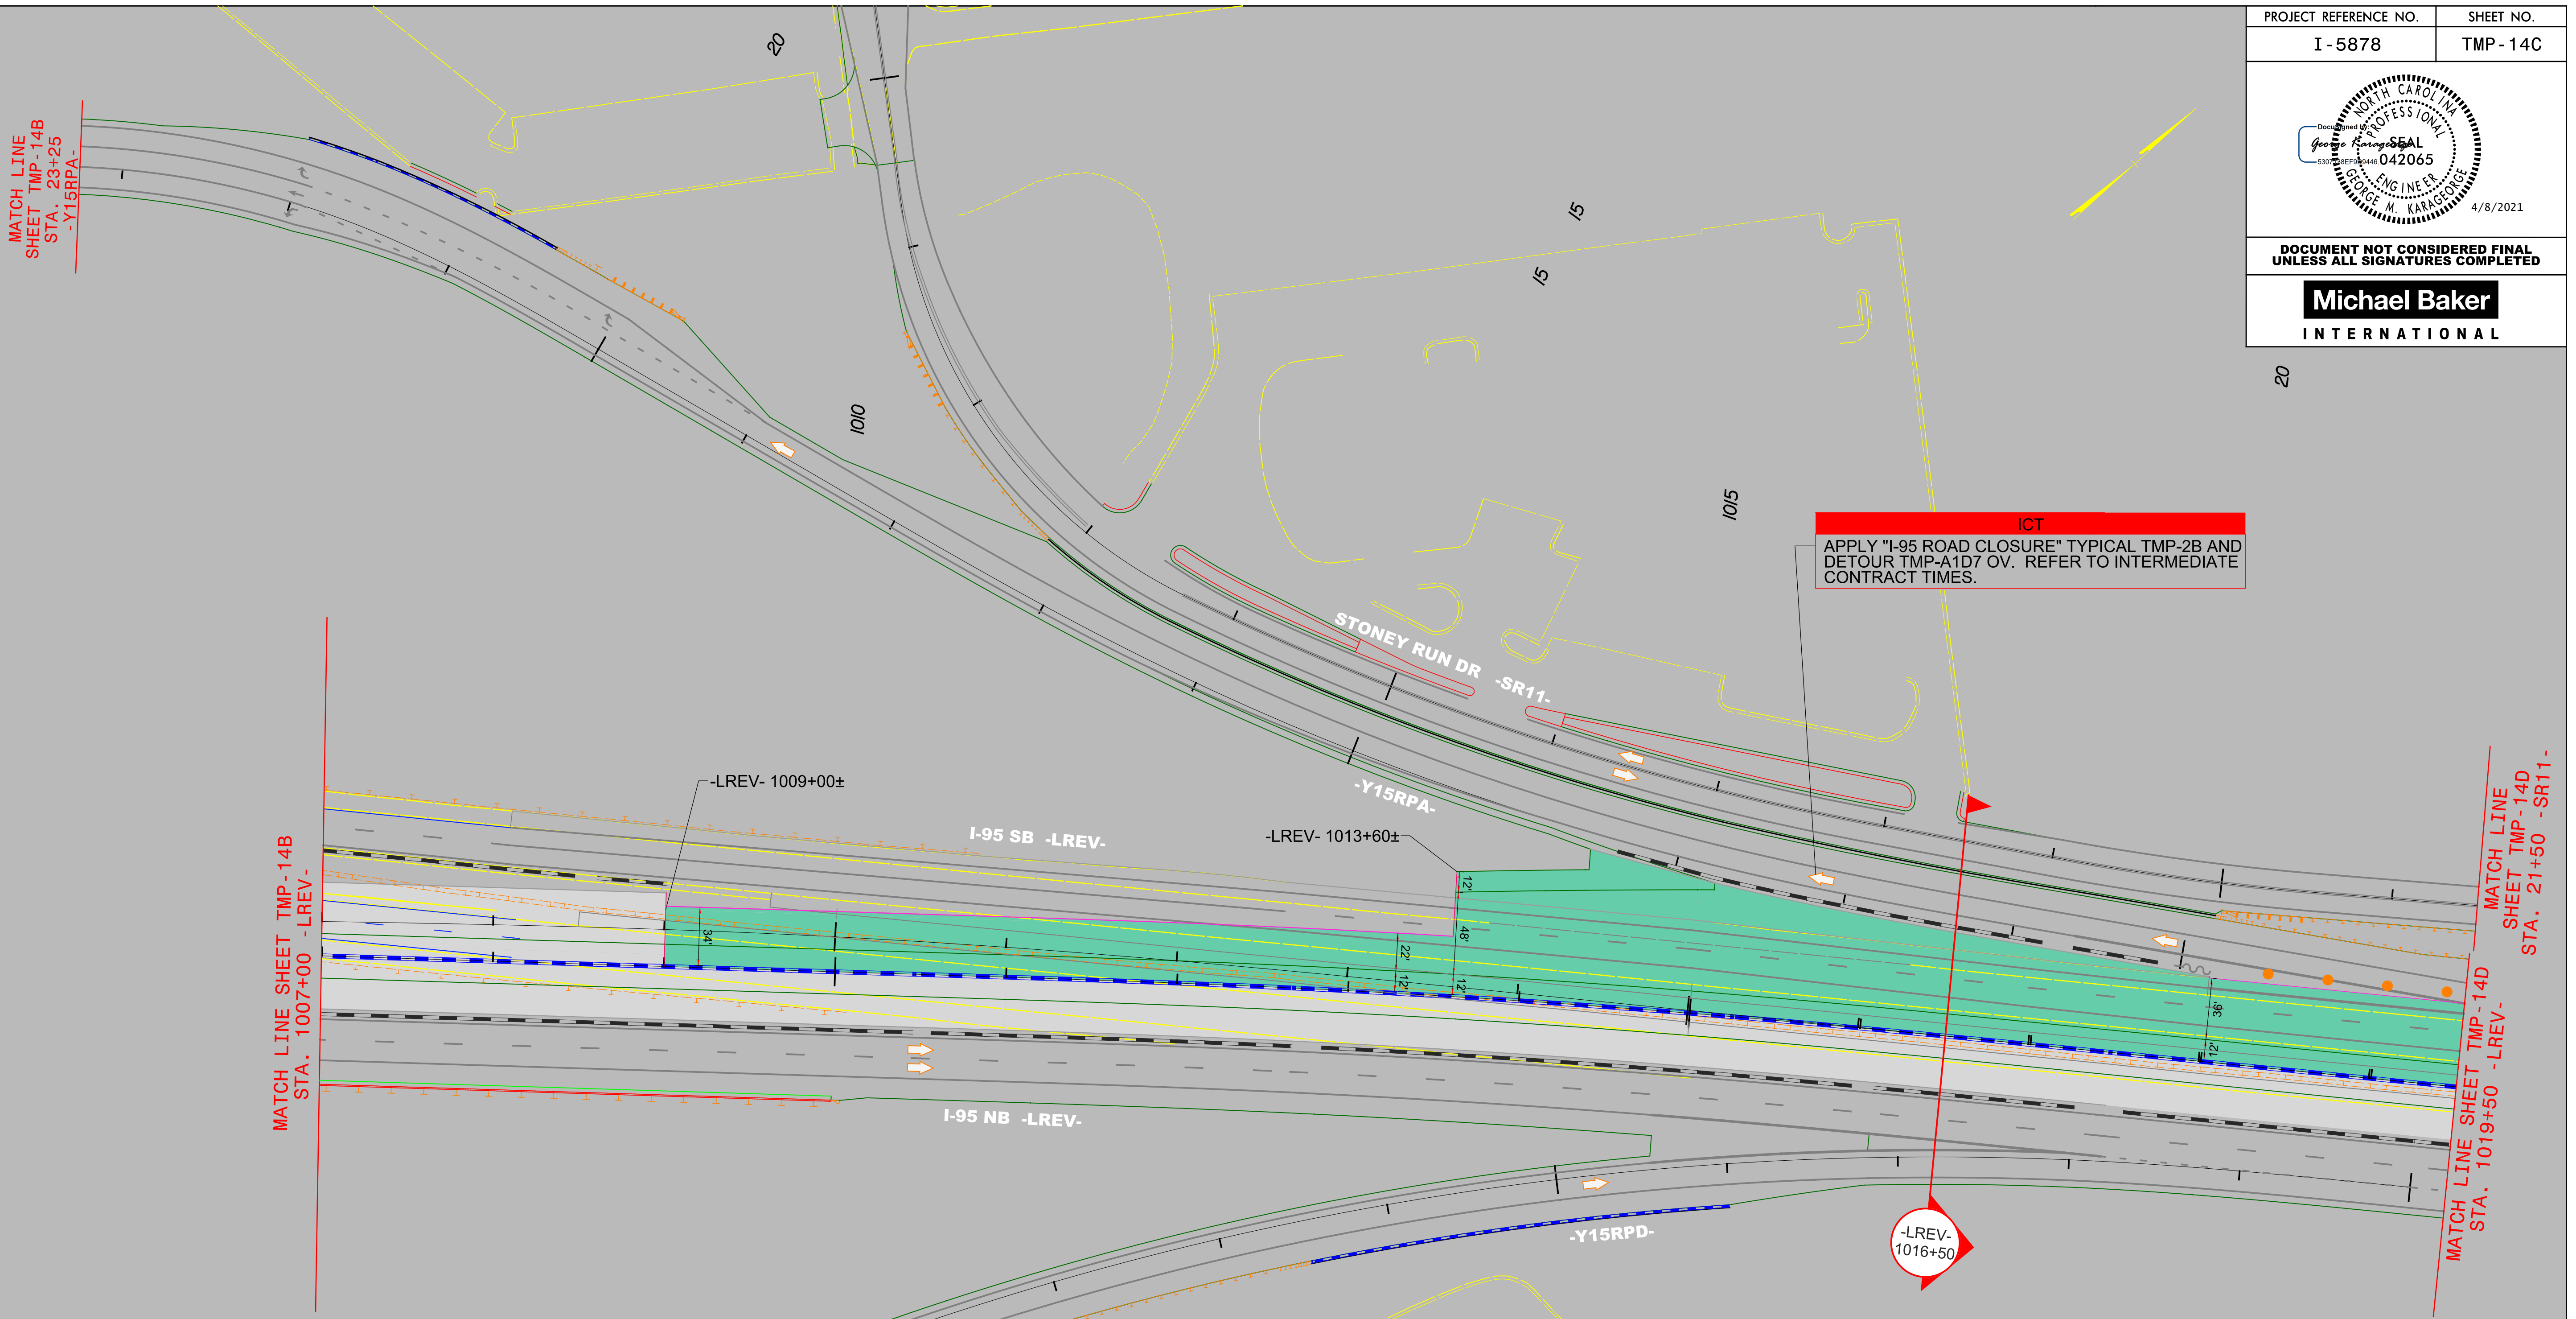 PROJECT REFERENCE NO.
SHEET NO.
I-5878
TMP-14C
NORTH CAROLINA
PROFESSIONAL
SEAL
042065
ENGINEER
GEORGE M. KARAGEORGE
4/8/2021
DOCUMENT NOT CONSIDERED FINAL
UNLESS ALL SIGNATURES COMPLETED
Michael Baker
INTERNATIONAL
MATCH LINE
SHEET TMP-14B
STA. 23+25
-Y15RPA-
20
15
15
20
1010
1015
ICT
APPLY "I-95 ROAD CLOSURE" TYPICAL TMP-2B AND
DETOUR TMP-A1D7 OV. REFER TO INTERMEDIATE
CONTRACT TIMES.
STONEY RUN DR -SR11-
-Y15RPA-
-LREV- 1009+00±
I-95 SB -LREV-
-LREV- 1013+60±
34'
22'
12'
12'
48'
12'
36'
12'
I-95 NB -LREV-
-Y15RPD-
-LREV-
1016+50
MATCH LINE SHEET TMP-14B
STA. 1007+00 -LREV-
MATCH LINE
SHEET TMP-14D
STA. 21+50 -SR11-
MATCH LINE SHEET TMP-14D
STA. 1019+50 -LREV-